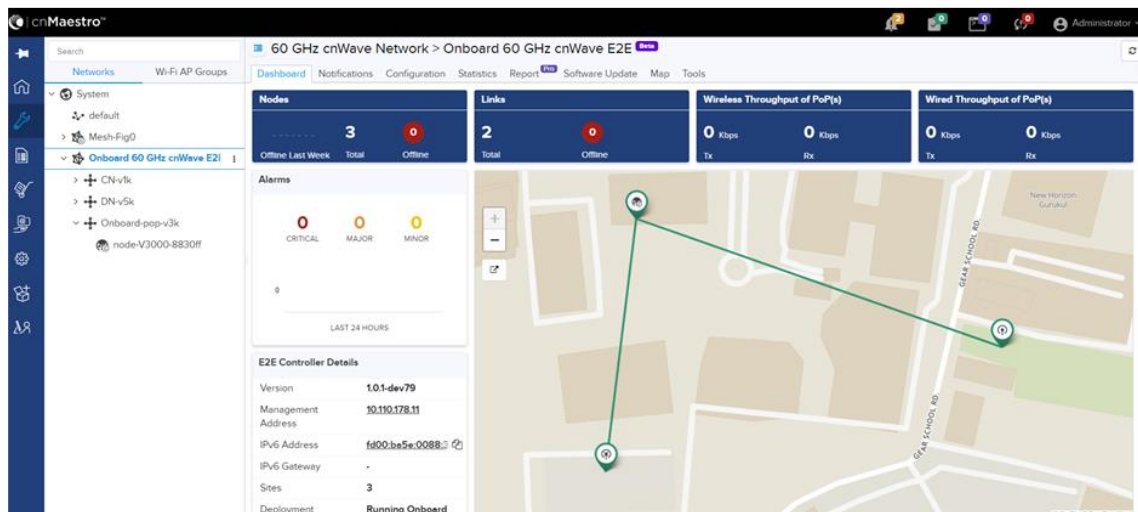 cnMaestro™
2
0
0
0
Administrator
Search
Networks Wi-Fi AP Groups
System
default
Mesh-Fig0
Onboard 60 GHz cnWave E2I
CN-v1k
DN-v5k
Onboard-pop-v3k
node-V3000-8830ff
60 GHz cnWave Network > Onboard 60 GHz cnWave E2E Beta
Dashboard Notifications Configuration Statistics Report Pro Software Update Map Tools
Nodes
------- 3 0
Offline Last Week Total Offline
Links
2 0
Total Offline
Wireless Throughput of PoP(s)
0 Kbps 0 Kbps
Tx Rx
Wired Throughput of PoP(s)
0 Kbps 0 Kbps
Tx Rx
Alarms
0 0 0
CRITICAL MAJOR MINOR
0
LAST 24 HOURS
E2E Controller Details
Version 1.0.1-dev79
Management Address 10.110.178.11
IPv6 Address fd00:ba5e:0088:
IPv6 Gateway -
Sites 3
Deployment Running Onboard
+
−
New Horizon
Gurukul
GEAR SCHOOL RD.
GEAR SCHOOL RD.